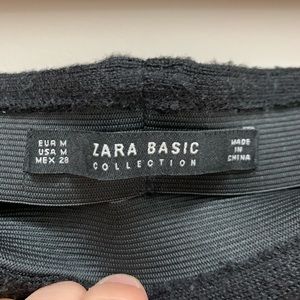 EUR M
USA M
MEX 28
ZARA BASIC
COLLECTION
MADE
IN
CHINA